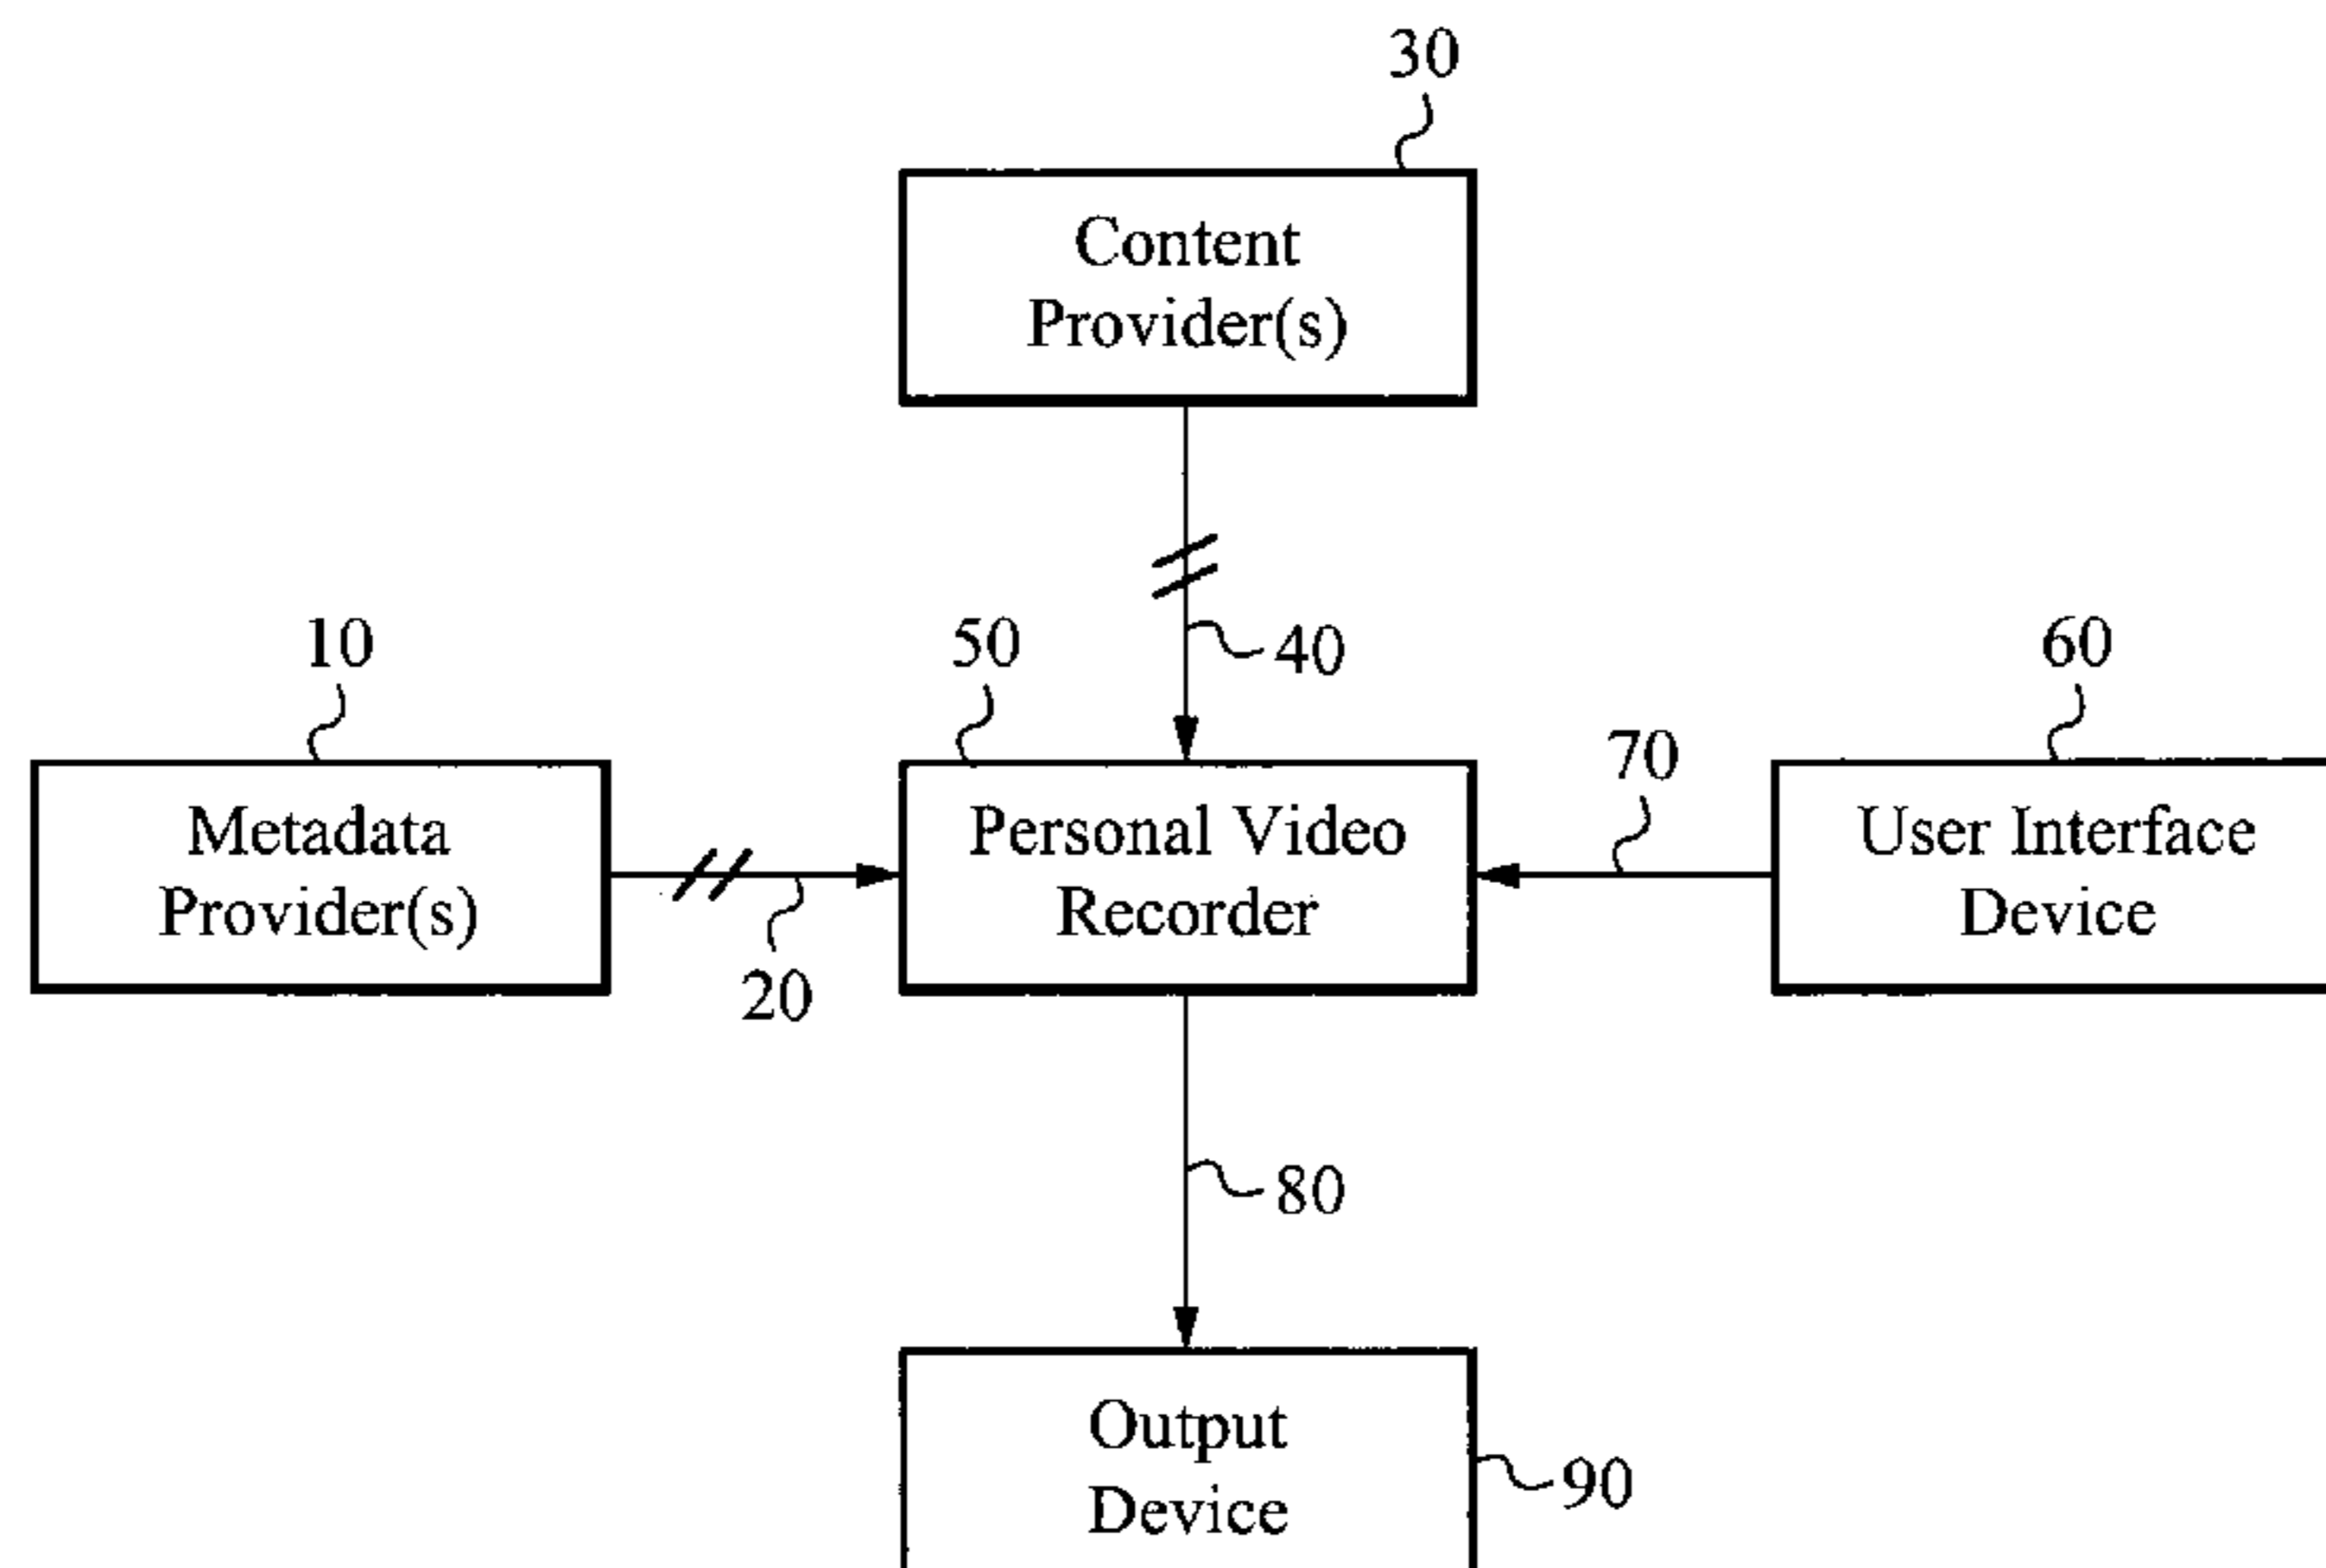 30
Content
Provider(s)
40
10
50
60
70
Metadata
Provider(s)
Personal Video
Recorder
User Interface
Device
20
80
Output
Device
90